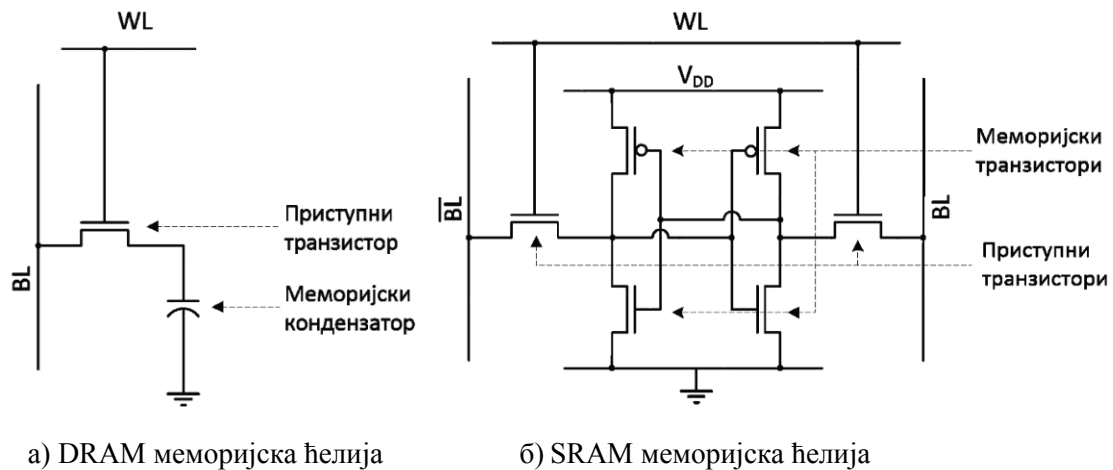 WL
BL
Приступни
транзистор
Меморијски
кондензатор
а) DRAM меморијска ћелија
WL
V_DD
B̅L̅
BL
Меморијски
транзистори
Приступни
транзистори
б) SRAM меморијска ћелија